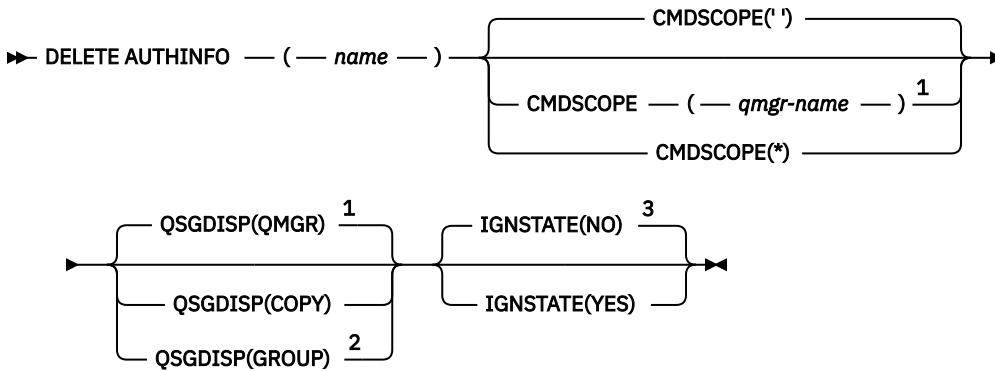 CMDSCOPE(' ')
DELETE AUTHINFO ( name )
CMDSCOPE ( qmgr-name ) 1
CMDSCOPE(*)
QSGDISP(QMGR) 1
IGNSTATE(NO) 3
QSGDISP(COPY)
IGNSTATE(YES)
QSGDISP(GROUP) 2